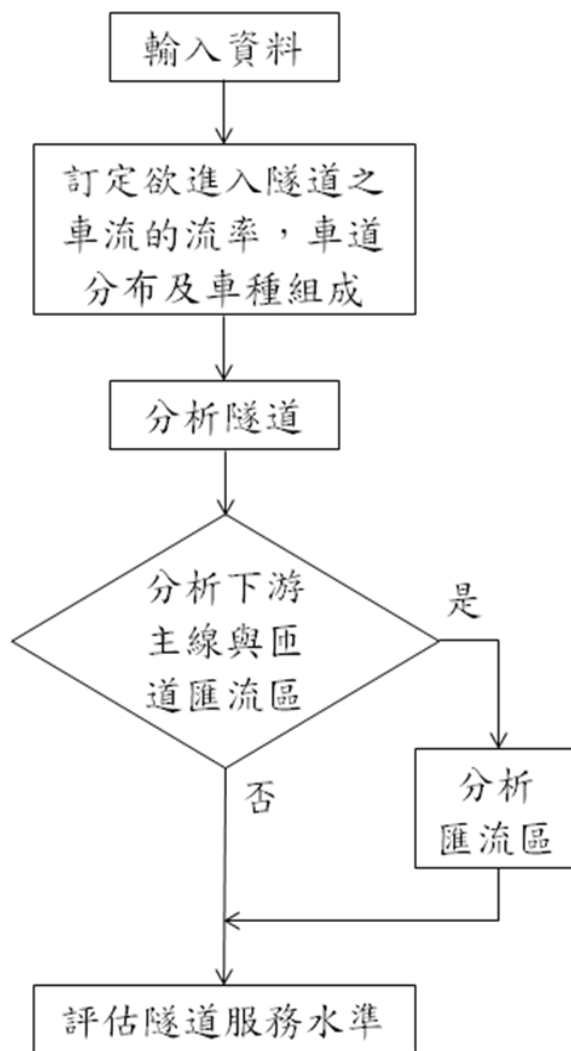 輸入資料
訂定欲進入隧道之
車流的流率，車道
分布及車種組成
分析隧道
分析下游
主線與匝
道匯流區
是
否
分析
匯流區
評估隧道服務水準